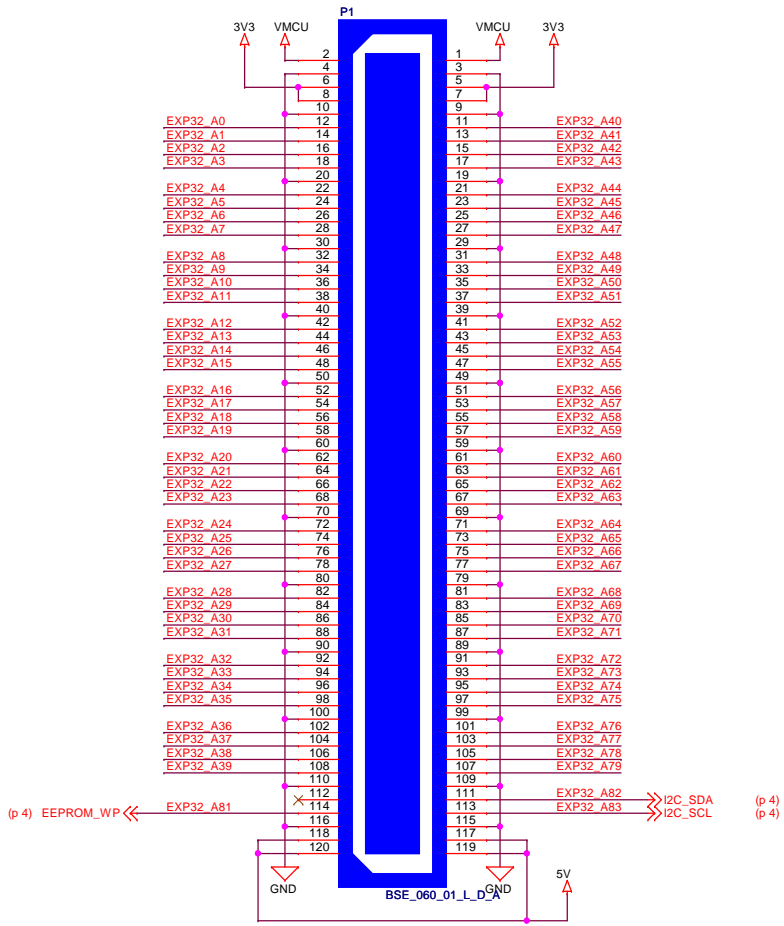 P1
3V3 VMCU VMCU 3V3
2 1
4 3
6 5
8 7
10 9
EXP32_A0 12 11 EXP32_A40
EXP32_A1 14 13 EXP32_A41
EXP32_A2 16 15 EXP32_A42
EXP32_A3 18 17 EXP32_A43
20 19
EXP32_A4 22 21 EXP32_A44
EXP32_A5 24 23 EXP32_A45
EXP32_A6 26 25 EXP32_A46
EXP32_A7 28 27 EXP32_A47
30 29
EXP32_A8 32 31 EXP32_A48
EXP32_A9 34 33 EXP32_A49
EXP32_A10 36 35 EXP32_A50
EXP32_A11 38 37 EXP32_A51
40 39
EXP32_A12 42 41 EXP32_A52
EXP32_A13 44 43 EXP32_A53
EXP32_A14 46 45 EXP32_A54
EXP32_A15 48 47 EXP32_A55
50 49
EXP32_A16 52 51 EXP32_A56
EXP32_A17 54 53 EXP32_A57
EXP32_A18 56 55 EXP32_A58
EXP32_A19 58 57 EXP32_A59
60 59
EXP32_A20 62 61 EXP32_A60
EXP32_A21 64 63 EXP32_A61
EXP32_A22 66 65 EXP32_A62
EXP32_A23 68 67 EXP32_A63
70 69
EXP32_A24 72 71 EXP32_A64
EXP32_A25 74 73 EXP32_A65
EXP32_A26 76 75 EXP32_A66
EXP32_A27 78 77 EXP32_A67
80 79
EXP32_A28 82 81 EXP32_A68
EXP32_A29 84 83 EXP32_A69
EXP32_A30 86 85 EXP32_A70
EXP32_A31 88 87 EXP32_A71
90 89
EXP32_A32 92 91 EXP32_A72
EXP32_A33 94 93 EXP32_A73
EXP32_A34 96 95 EXP32_A74
EXP32_A35 98 97 EXP32_A75
100 99
EXP32_A36 102 101 EXP32_A76
EXP32_A37 104 103 EXP32_A77
EXP32_A38 106 105 EXP32_A78
EXP32_A39 108 107 EXP32_A79
110 109
112 111 EXP32_A82 I2C_SDA (p 4)
(p 4) EEPROM_WP EXP32_A81 114 113 EXP32_A83 I2C_SCL (p 4)
116 115
118 117
120 119
GND GND 5V
BSE_060_01_L_D_A